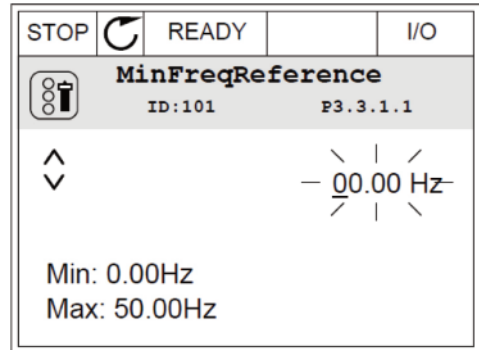 STOP READY I/O
MinFreqReference
ID:101 P3.3.1.1
00.00 Hz
Min: 0.00Hz
Max: 50.00Hz